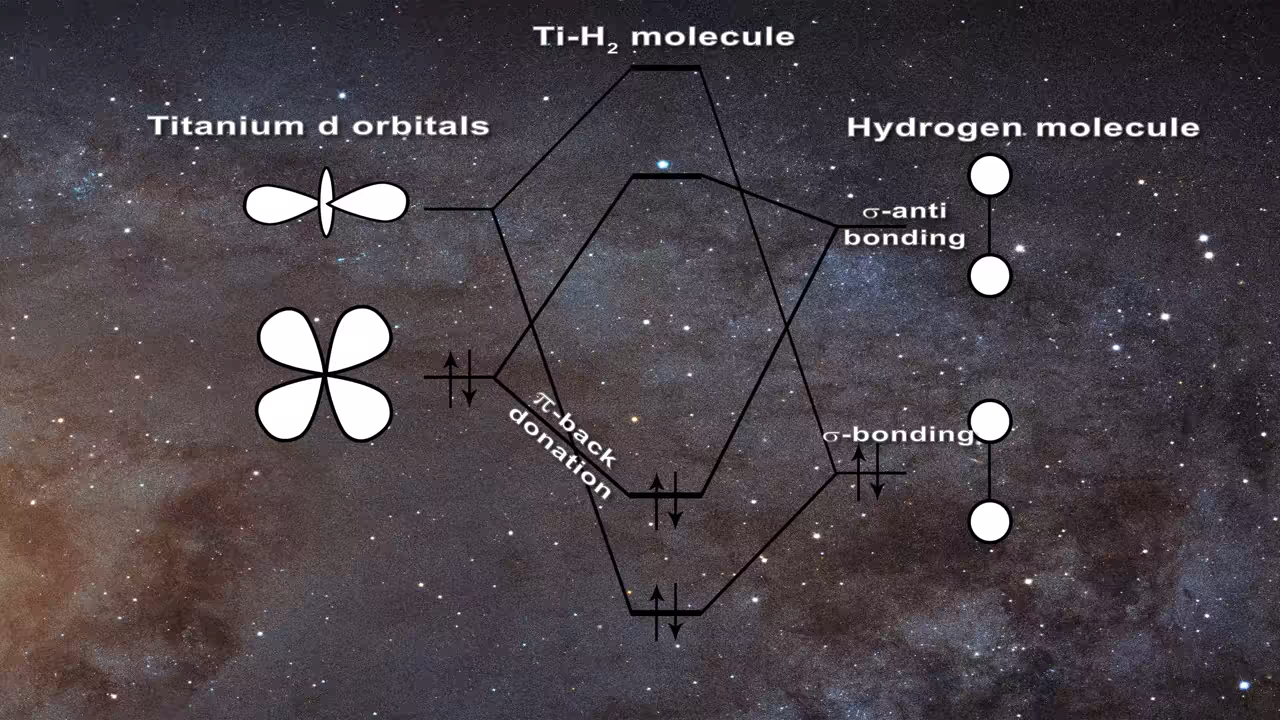 Ti-H₂ molecule
Titanium d orbitals
Hydrogen molecule
σ-anti
bonding
π-back
donation
σ-bonding